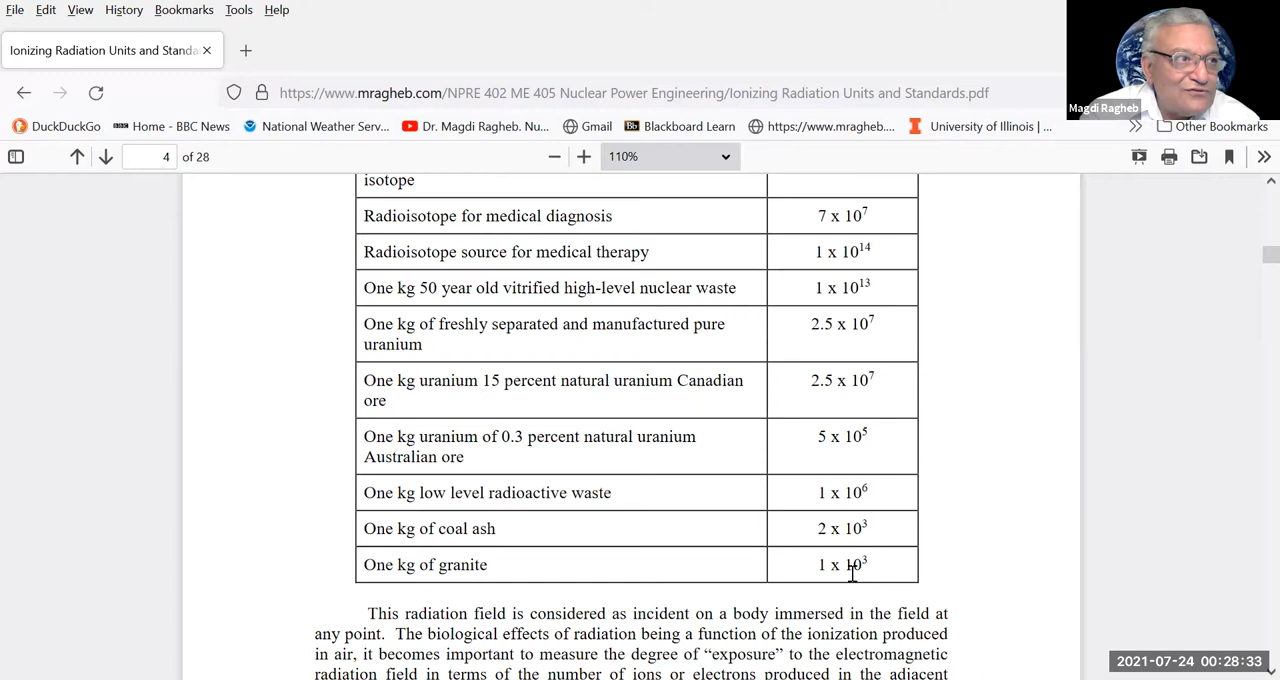 File Edit View History Bookmarks Tools Help
Ionizing Radiation Units and Standa
https://www.mragheb.com/NPRE 402 ME 405 Nuclear Power Engineering/Ionizing Radiation Units and Standards.pdf
Magdi Ragheb
DuckDuckGo BBC Home - BBC News National Weather Serv... Dr. Magdi Ragheb. Nu... Gmail Bb Blackboard Learn https://www.mragheb.... University of Illinois | ... Other Bookmarks
4 of 28 110%
isotope
Radioisotope for medical diagnosis 7 x 10⁷
Radioisotope source for medical therapy 1 x 10¹⁴
One kg 50 year old vitrified high-level nuclear waste 1 x 10¹³
One kg of freshly separated and manufactured pure 2.5 x 10⁷
uranium
One kg uranium 15 percent natural uranium Canadian 2.5 x 10⁷
ore
One kg uranium of 0.3 percent natural uranium 5 x 10⁵
Australian ore
One kg low level radioactive waste 1 x 10⁶
One kg of coal ash 2 x 10³
One kg of granite 1 x 10³
This radiation field is considered as incident on a body immersed in the field at
any point. The biological effects of radiation being a function of the ionization produced
in air, it becomes important to measure the degree of “exposure” to the electromagnetic
radiation field in terms of the number of ions or electrons produced in the adjacent
2021-07-24 00:28:33